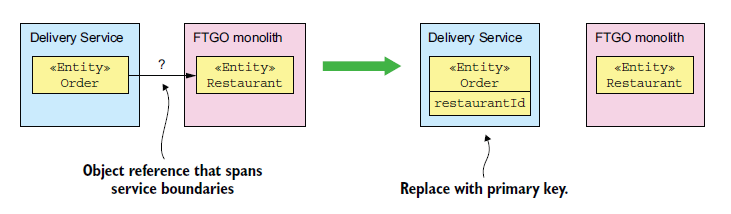 Delivery Service
«Entity»
Order
?
FTGO monolith
«Entity»
Restaurant
Object reference that spans
service boundaries
Delivery Service
«Entity»
Order
restaurantId
FTGO monolith
«Entity»
Restaurant
Replace with primary key.